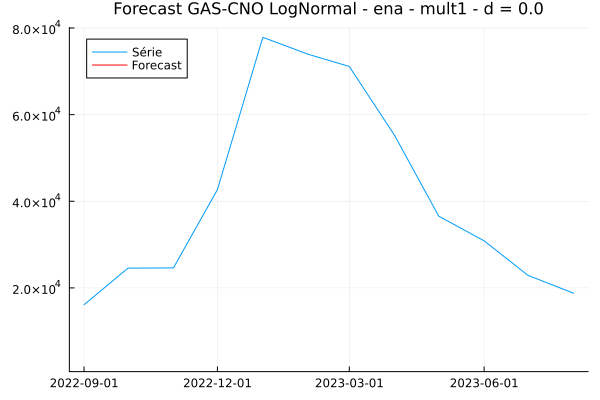 Forecast GAS-CNO LogNormal - ena - mult1 - d = 0.0
8.0×10⁴
Série
Forecast
6.0×10⁴
4.0×10⁴
2.0×10⁴
2022-09-01 2022-12-01 2023-03-01 2023-06-01